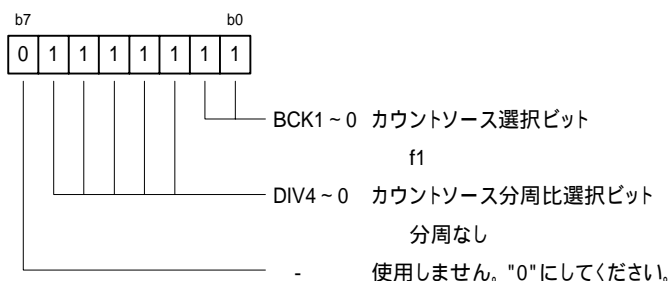 b7 b0
0 1 1 1 1 1 1 1
BCK1~0 カウントソース選択ビット
f1
DIV4~0 カウントソース分周比選択ビット
分周なし
- 使用しません。"0"にしてください。